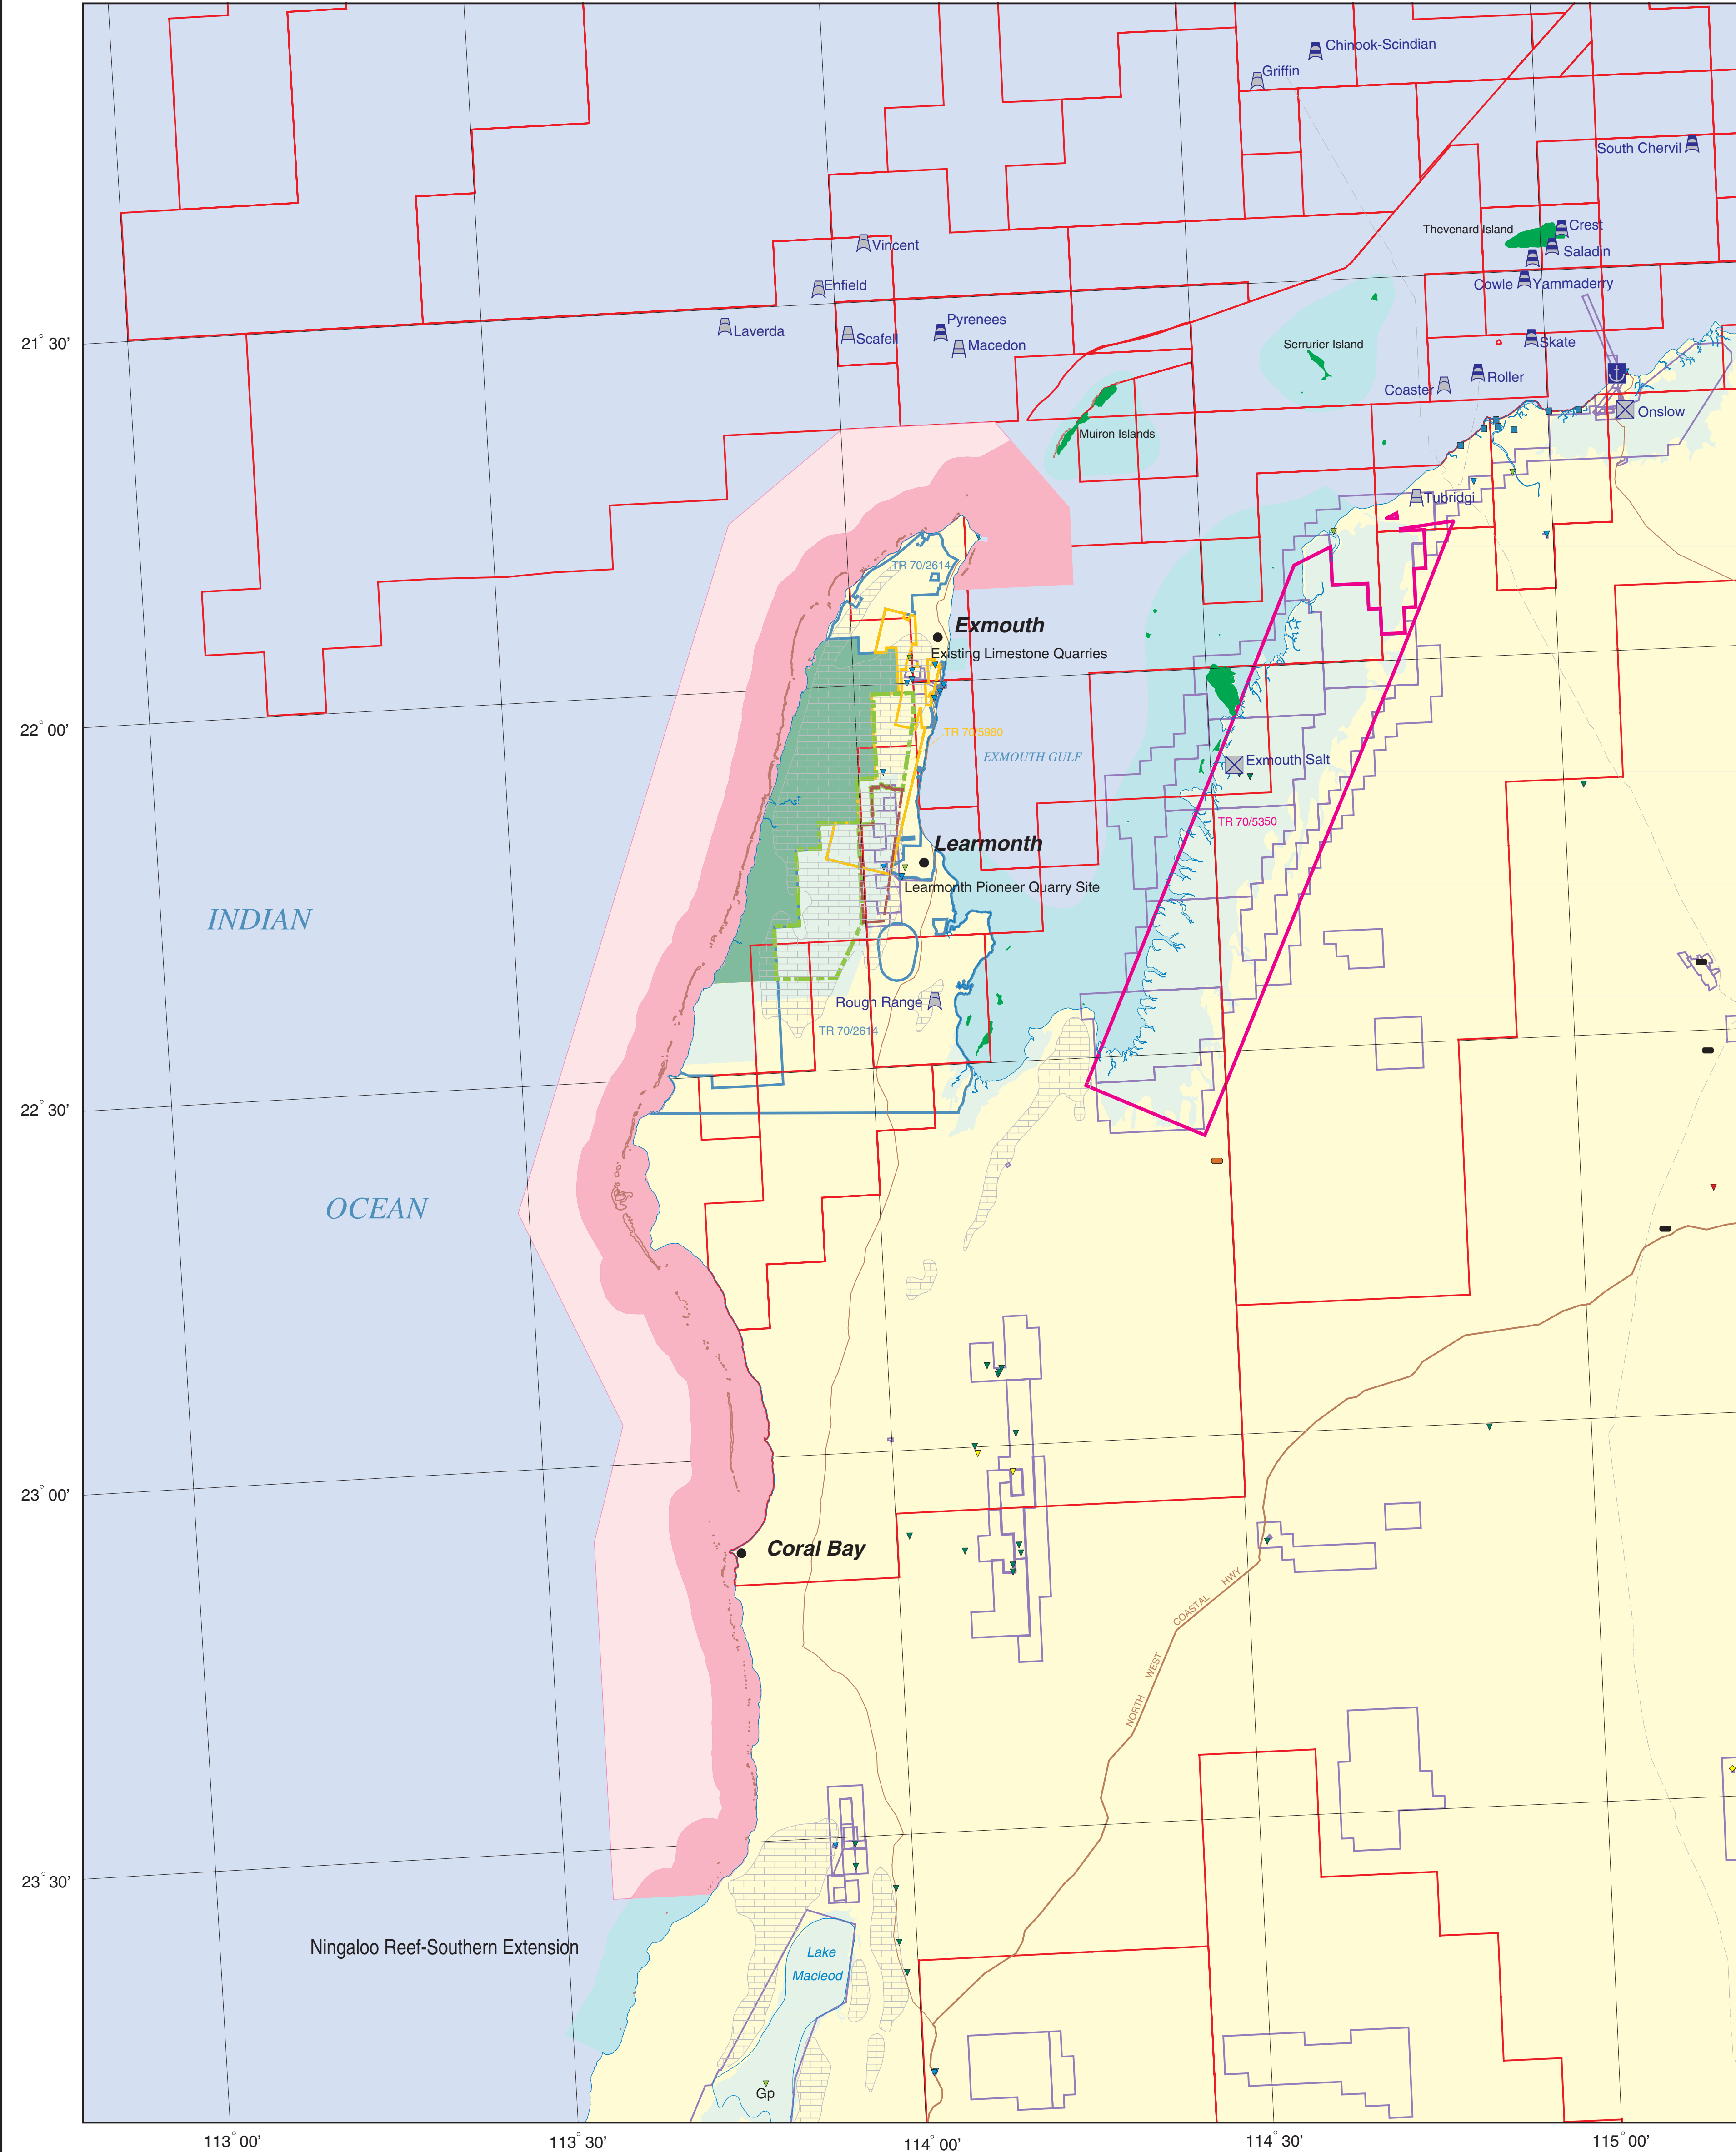 Chinook-Scindian
Griffin
South Chervil
Thevenard Island
Crest
Vincent
Saladin
Enfield
Cowle
Yammaderry
Pyrenees
Laverda
Scafell
Macedon
21° 30’
Serrurier Island
Skate
Roller
Coaster
Onslow
Muiron Islands
Tubridgi
TR 70/2614
Exmouth
Existing Limestone Quarries
22° 00’
TR 70/5980
EXMOUTH GULF
Exmouth Salt
TR 70/5350
Learmonth
Learmonth Pioneer Quarry Site
INDIAN
Rough Range
TR 70/2614
22° 30’
OCEAN
23° 00’
Coral Bay
NORTH WEST COASTAL HWY
23° 30’
Ningaloo Reef-Southern Extension
Lake
Macleod
Gp
113° 00’
113° 30’
114° 00’
114° 30’
115° 00’